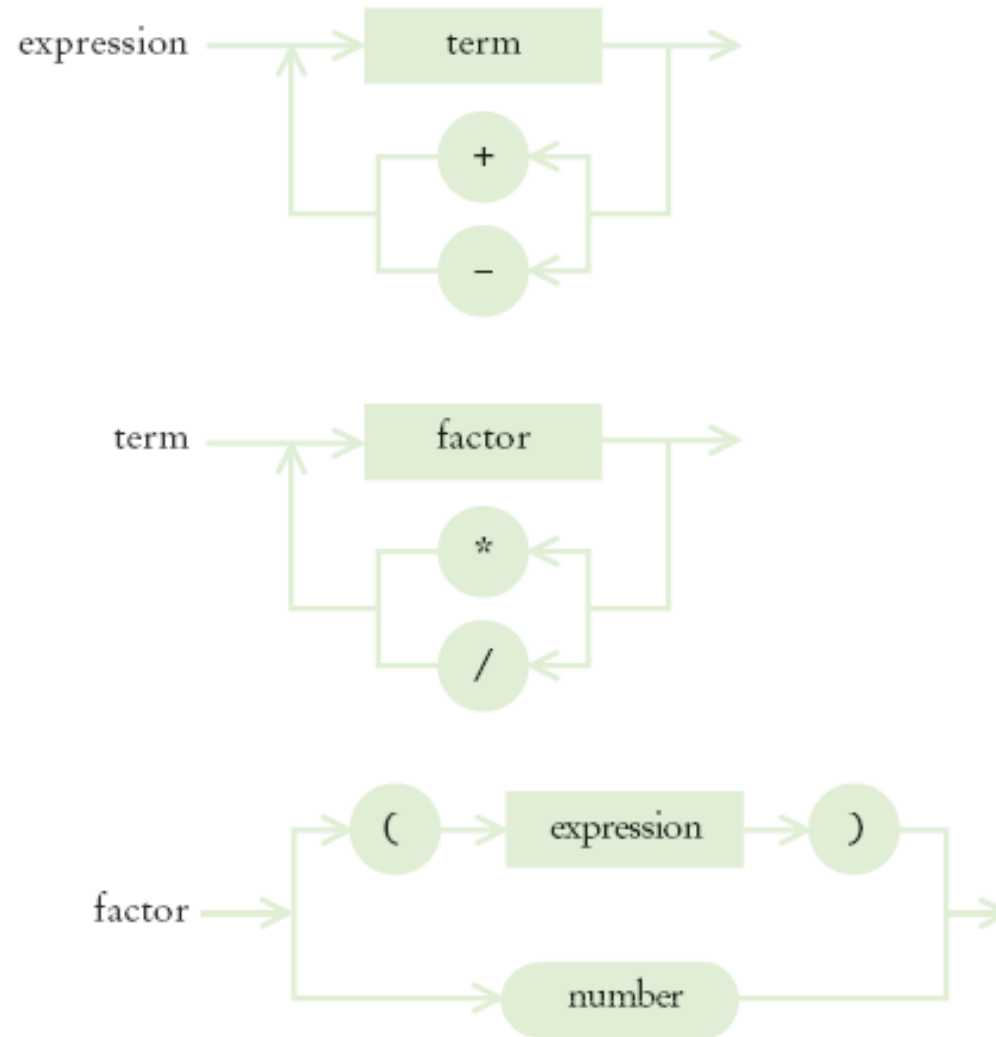 expression term
+
-
term factor
*
/
( expression )
factor
number